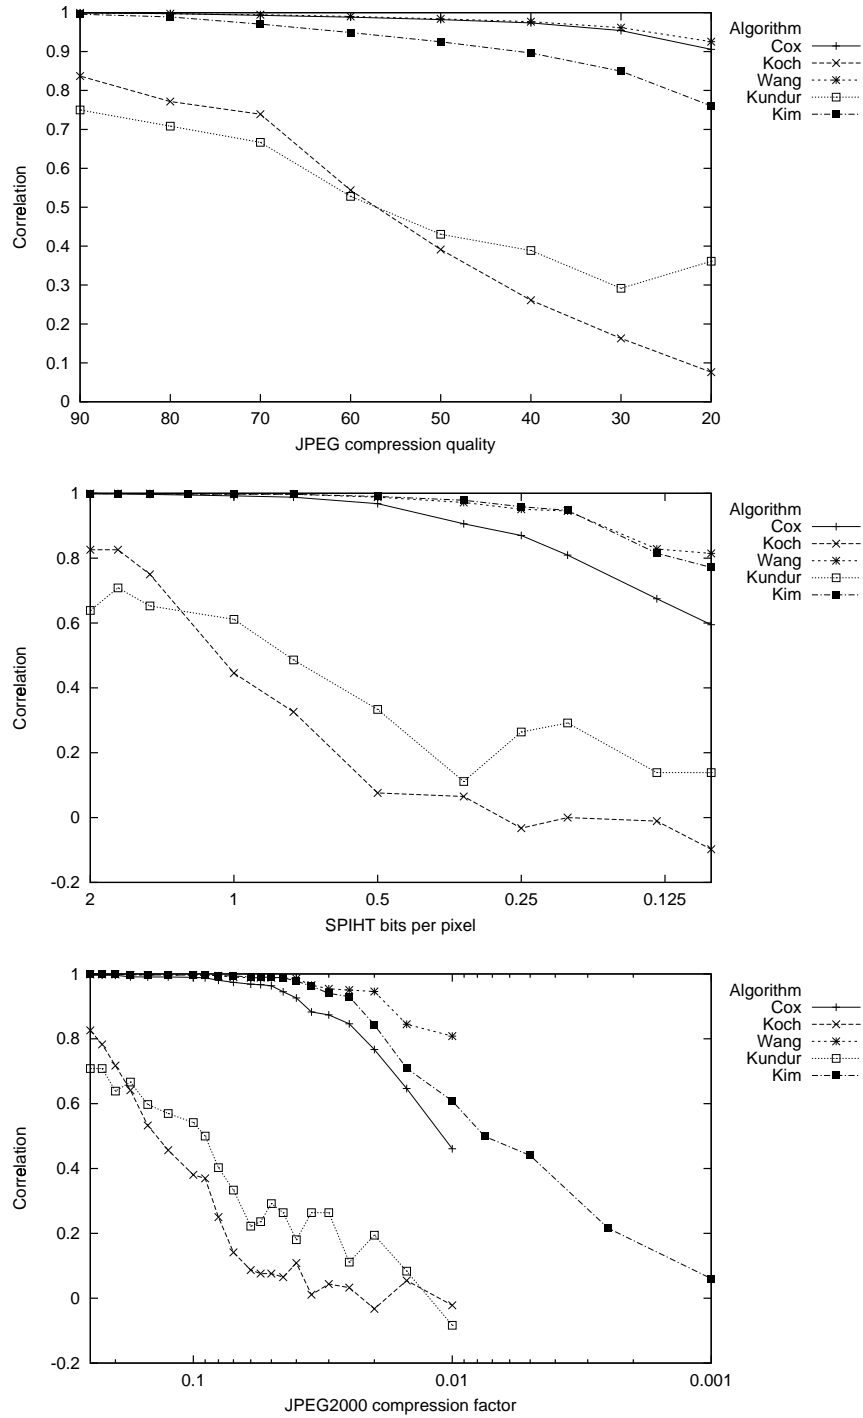 1
0.9
0.8
0.7
0.6
0.5
0.4
0.3
0.2
0.1
0
Correlation
90 80 70 60 50 40 30 20
JPEG compression quality
Algorithm
Cox
Koch
Wang
Kundur
Kim
1
0.8
0.6
0.4
0.2
0
-0.2
Correlation
2 1 0.5 0.25 0.125
SPIHT bits per pixel
Algorithm
Cox
Koch
Wang
Kundur
Kim
1
0.8
0.6
0.4
0.2
0
-0.2
Correlation
0.1 0.01 0.001
JPEG2000 compression factor
Algorithm
Cox
Koch
Wang
Kundur
Kim